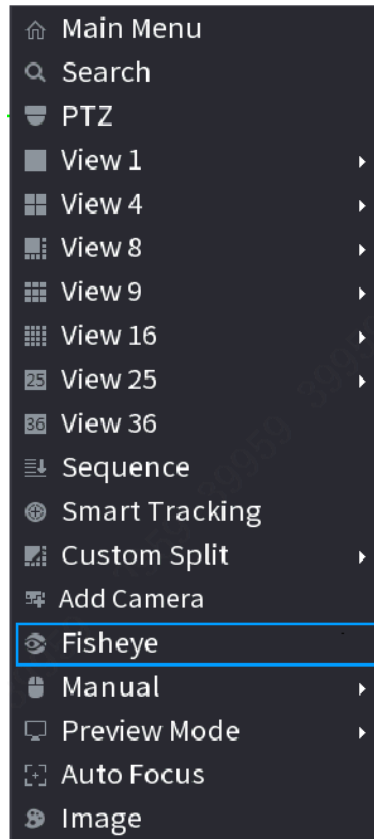 Main Menu
Search
PTZ
View 1
View 4
View 8
View 9
View 16
25 View 25
36 View 36
Sequence
Smart Tracking
Custom Split
Add Camera
Fisheye
Manual
Preview Mode
Auto Focus
Image